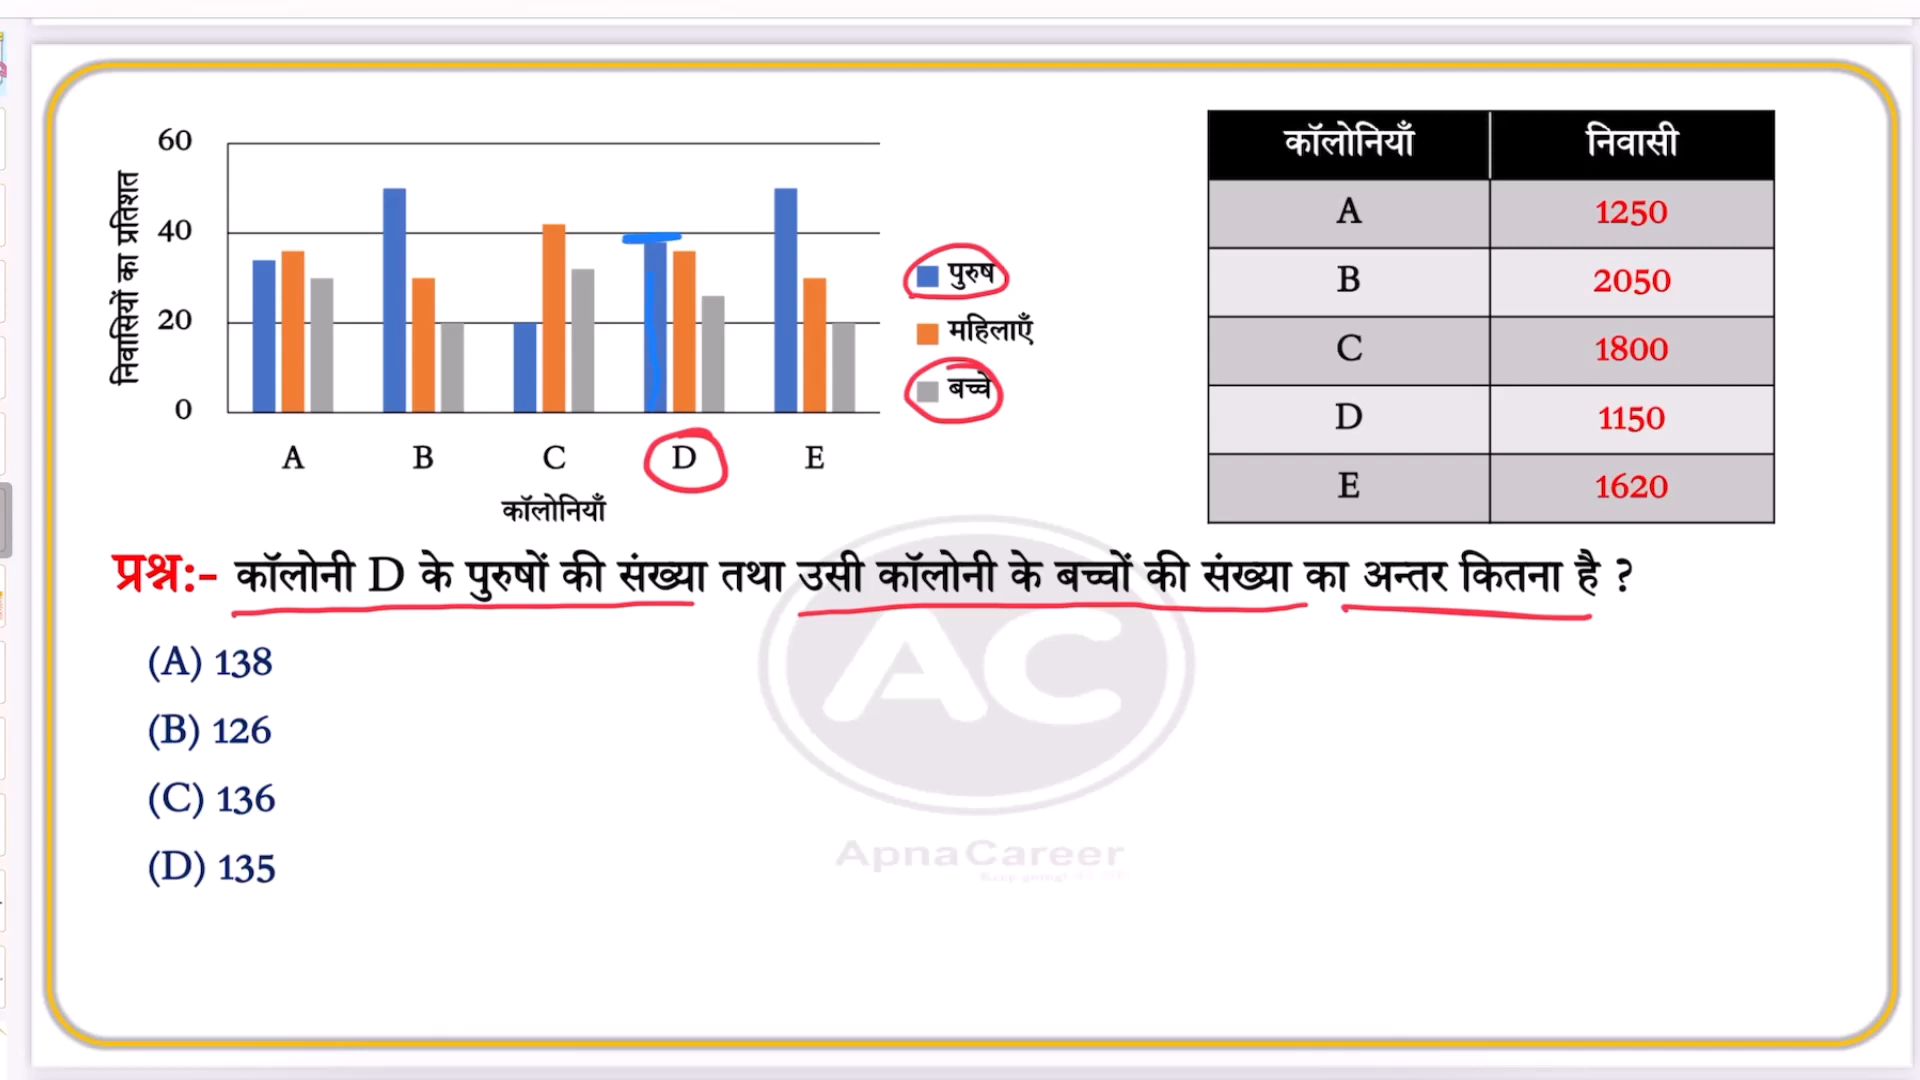 60
40
20
0
निवासियों का प्रतिशत
A B C D E
कॉलोनियाँ
पुरुष
महिलाएँ
बच्चे
कॉलोनियाँ निवासी
A 1250
B 2050
C 1800
D 1150
E 1620
प्रश्न:- कॉलोनी D के पुरुषों की संख्या तथा उसी कॉलोनी के बच्चों की संख्या का अन्तर कितना है ?
(A) 138
(B) 126
(C) 136
(D) 135
AC
ApnaCareer